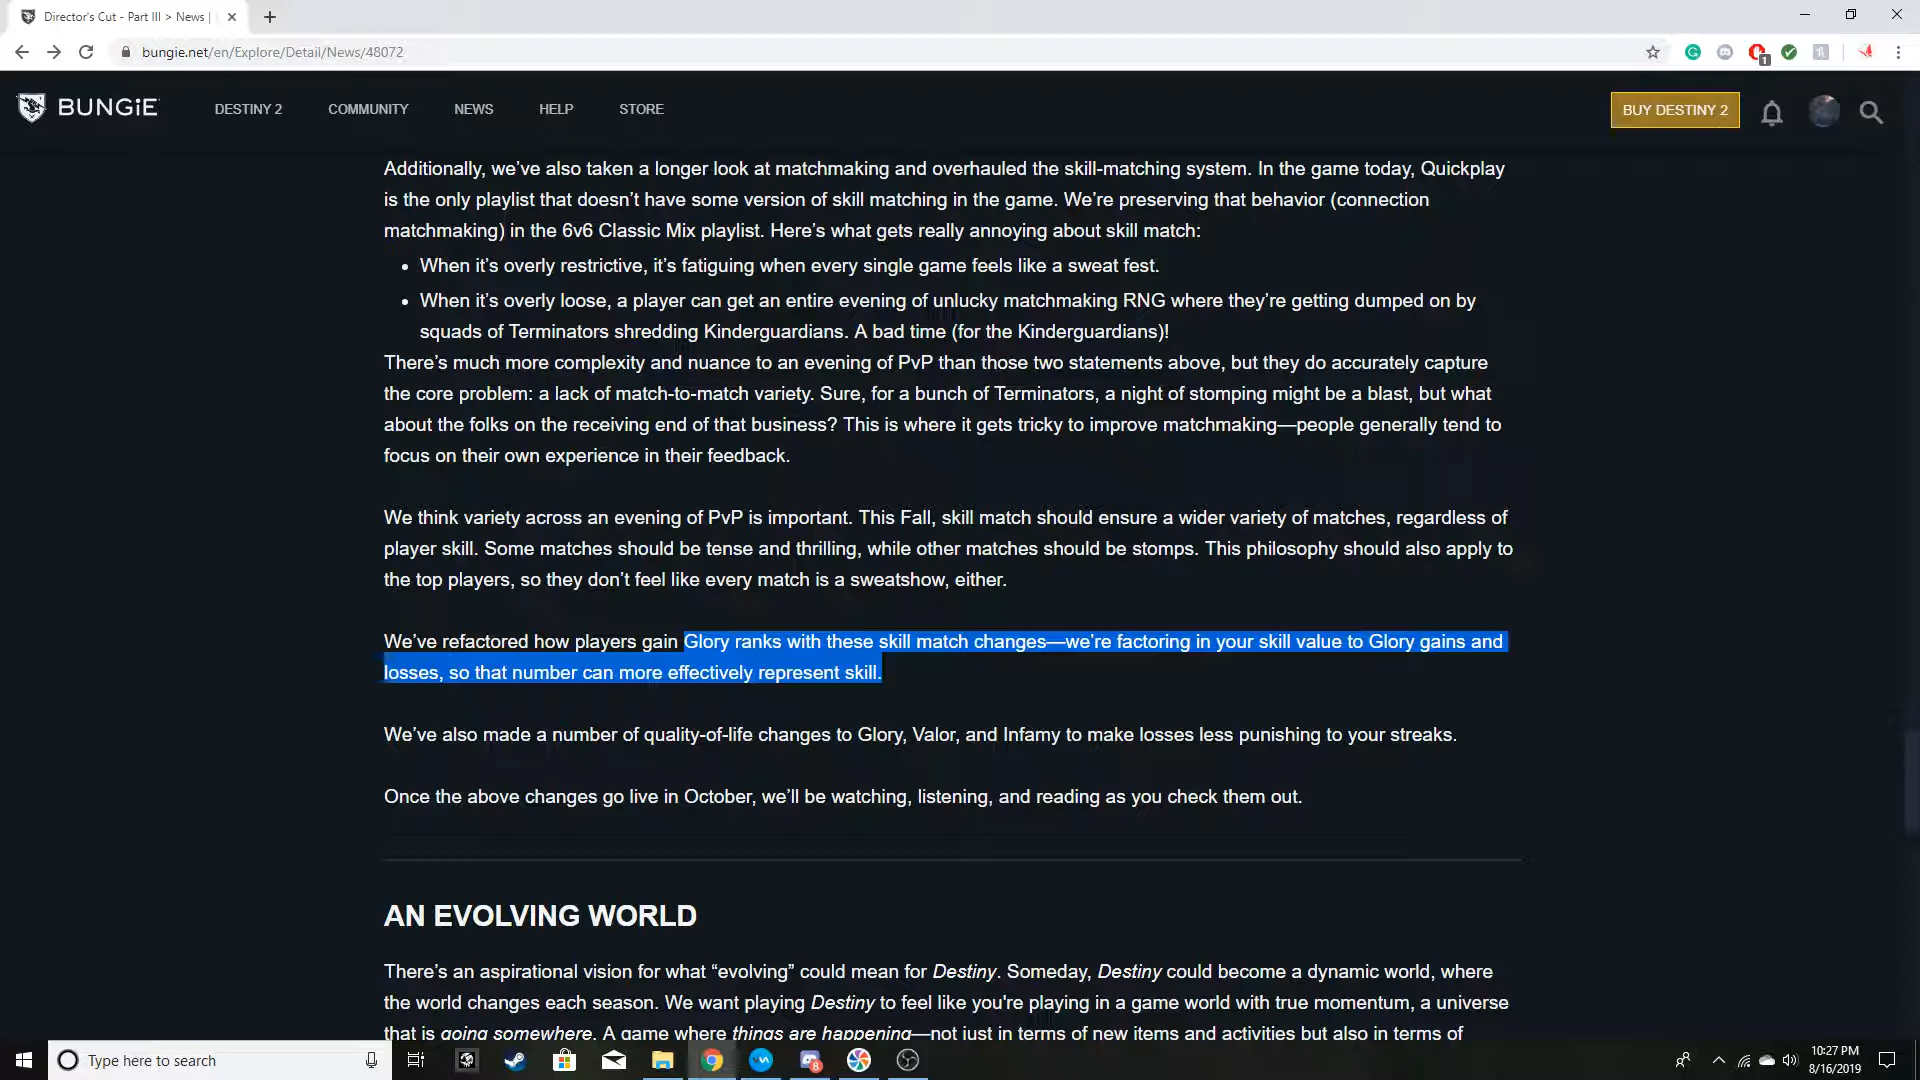 Director's Cut - Part III > News |
bungie.net/en/Explore/Detail/News/48072
1
BUNGiE
DESTINY 2
COMMUNITY
NEWS
HELP
STORE
BUY DESTINY 2
Additionally, we’ve also taken a longer look at matchmaking and overhauled the skill-matching system. In the game today, Quickplay
is the only playlist that doesn’t have some version of skill matching in the game. We’re preserving that behavior (connection
matchmaking) in the 6v6 Classic Mix playlist. Here’s what gets really annoying about skill match:
• When it’s overly restrictive, it’s fatiguing when every single game feels like a sweat fest.
• When it’s overly loose, a player can get an entire evening of unlucky matchmaking RNG where they’re getting dumped on by
squads of Terminators shredding Kinderguardians. A bad time (for the Kinderguardians)!
There’s much more complexity and nuance to an evening of PvP than those two statements above, but they do accurately capture
the core problem: a lack of match-to-match variety. Sure, for a bunch of Terminators, a night of stomping might be a blast, but what
about the folks on the receiving end of that business? This is where it gets tricky to improve matchmaking—people generally tend to
focus on their own experience in their feedback.
We think variety across an evening of PvP is important. This Fall, skill match should ensure a wider variety of matches, regardless of
player skill. Some matches should be tense and thrilling, while other matches should be stomps. This philosophy should also apply to
the top players, so they don’t feel like every match is a sweatshow, either.
We’ve refactored how players gain Glory ranks with these skill match changes—we’re factoring in your skill value to Glory gains and
losses, so that number can more effectively represent skill.
We’ve also made a number of quality-of-life changes to Glory, Valor, and Infamy to make losses less punishing to your streaks.
Once the above changes go live in October, we’ll be watching, listening, and reading as you check them out.
AN EVOLVING WORLD
There’s an aspirational vision for what “evolving” could mean for Destiny. Someday, Destiny could become a dynamic world, where
the world changes each season. We want playing Destiny to feel like you're playing in a game world with true momentum, a universe
that is going somewhere. A game where things are happening—not just in terms of new items and activities but also in terms of
Type here to search
8
10:27 PM
8/16/2019